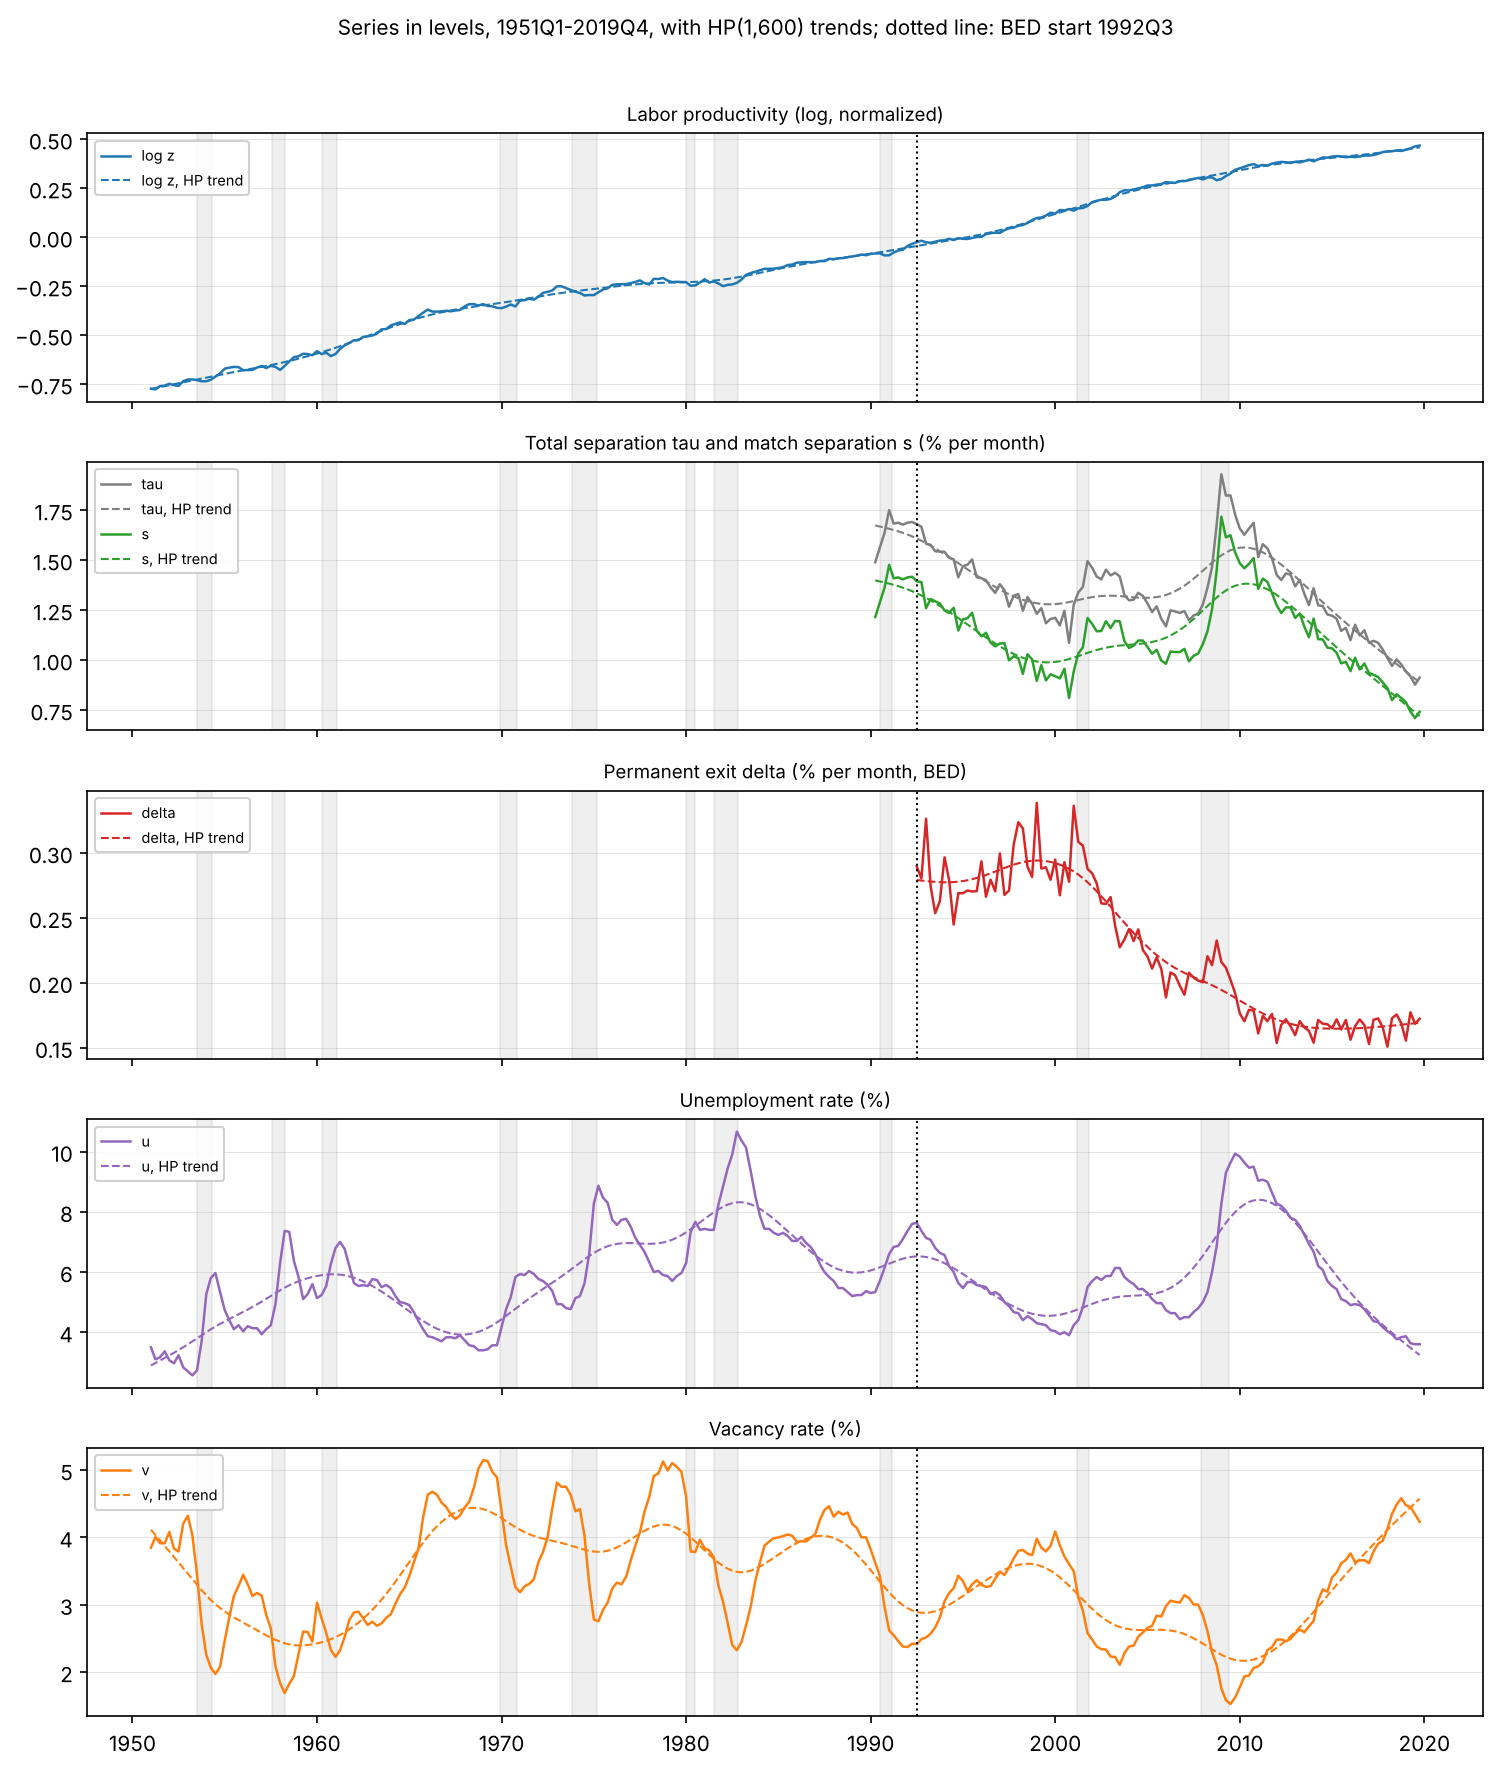 Series in levels, 1951Q1-2019Q4, with HP(1,600) trends; dotted line: BED start 1992Q3
Labor productivity (log, normalized)
log z
log z, HP trend
0.50
0.25
0.00
−0.25
−0.50
−0.75
Total separation tau and match separation s (% per month)
tau
tau, HP trend
s
s, HP trend
1.75
1.50
1.25
1.00
0.75
Permanent exit delta (% per month, BED)
delta
delta, HP trend
0.30
0.25
0.20
0.15
Unemployment rate (%)
u
u, HP trend
10
8
6
4
Vacancy rate (%)
v
v, HP trend
5
4
3
2
1950 1960 1970 1980 1990 2000 2010 2020